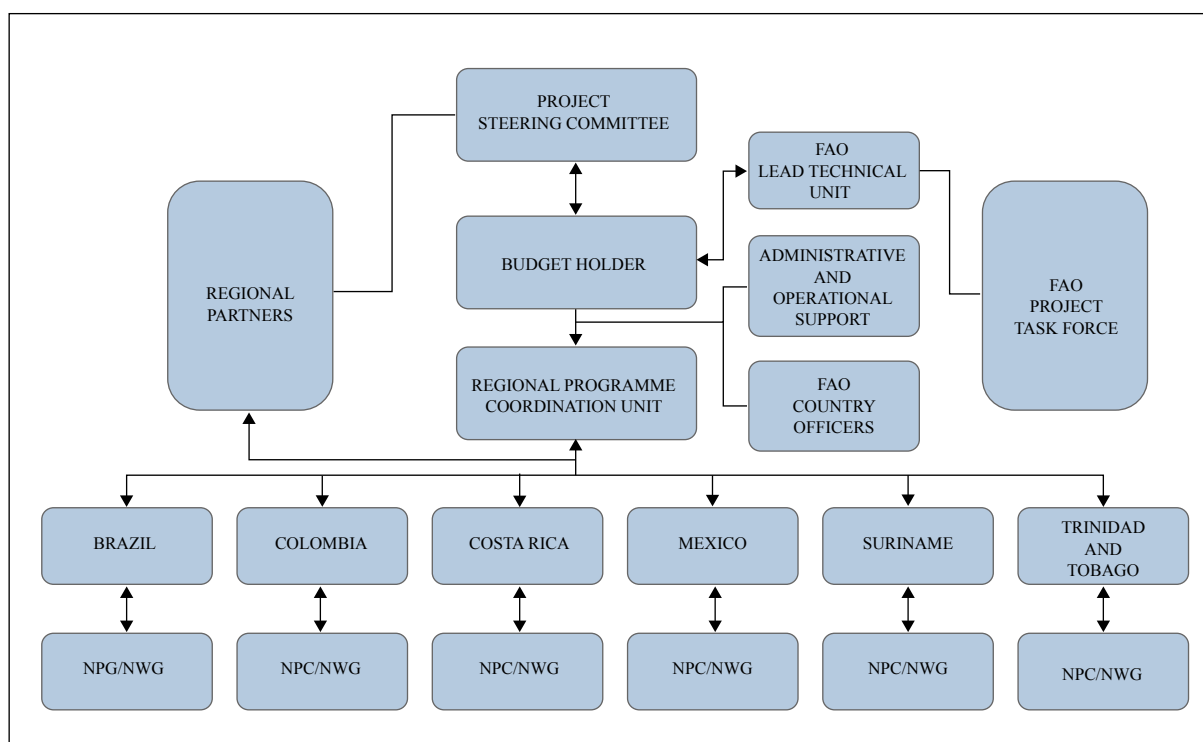 PROJECT
STEERING COMMITTEE
FAO
LEAD TECHNICAL
UNIT
REGIONAL
PARTNERS
BUDGET HOLDER
ADMINISTRATIVE
AND
OPERATIONAL
SUPPORT
FAO
PROJECT
TASK FORCE
REGIONAL PROGRAMME
COORDINATION UNIT
FAO
COUNTRY
OFFICERS
BRAZIL
COLOMBIA
COSTA RICA
MEXICO
SURINAME
TRINIDAD
AND
TOBAGO
NPG/NWG
NPC/NWG
NPC/NWG
NPC/NWG
NPC/NWG
NPC/NWG